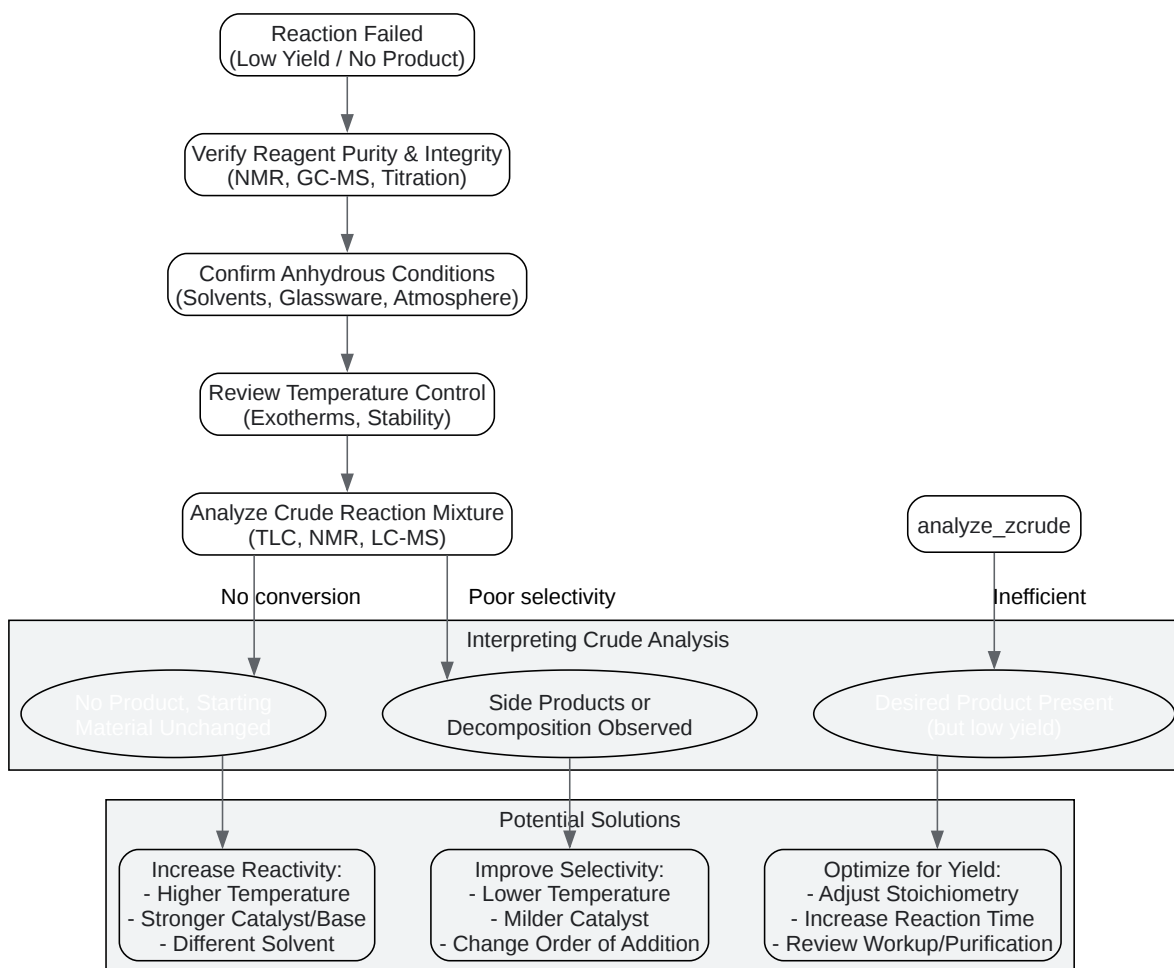 Reaction Failed
(Low Yield / No Product)
Verify Reagent Purity & Integrity
(NMR, GC-MS, Titration)
Confirm Anhydrous Conditions
(Solvents, Glassware, Atmosphere)
Review Temperature Control
(Exotherms, Stability)
Analyze Crude Reaction Mixture
(TLC, NMR, LC-MS)
analyze_zcrude
No conversion
Poor selectivity
Inefficient
Interpreting Crude Analysis
No Product, Starting
Material Unchanged
Side Products or
Decomposition Observed
Desired Product Present
(but low yield)
Potential Solutions
Increase Reactivity:
- Higher Temperature
- Stronger Catalyst/Base
- Different Solvent
Improve Selectivity:
- Lower Temperature
- Milder Catalyst
- Change Order of Addition
Optimize for Yield:
- Adjust Stoichiometry
- Increase Reaction Time
- Review Workup/Purification